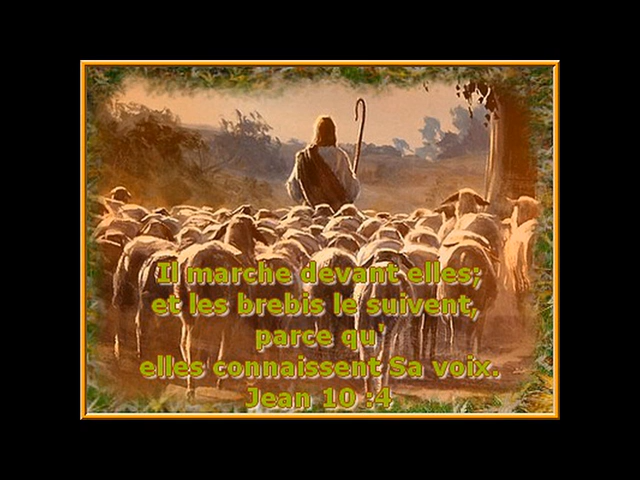 Il marche devant elles;
et les brebis le suivent,
parce qu'
elles connaissent Sa voix.
Jean 10 :4